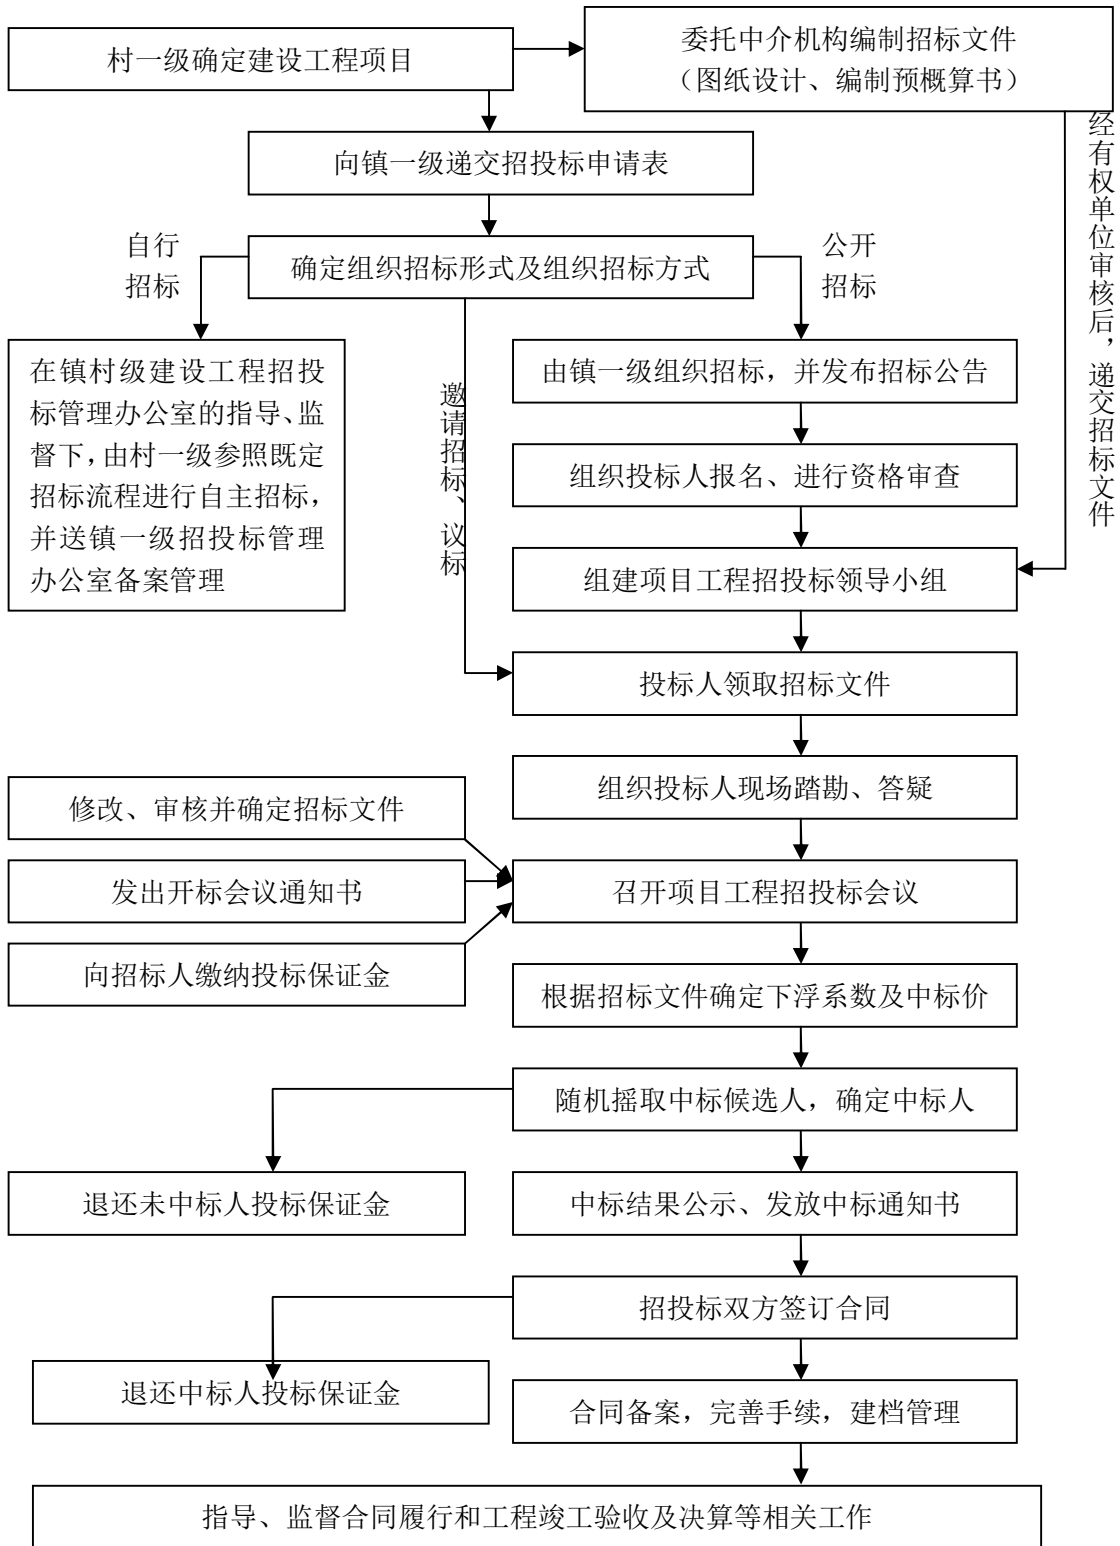 村一级确定建设工程项目
委托中介机构编制招标文件
（图纸设计、编制预概算书）
经有权单位审核后，递交招标文件
向镇一级递交招投标申请表
自行
招标
确定组织招标形式及组织招标方式
公开
招标
在镇村级建设工程招投
标管理办公室的指导、监
督下，由村一级参照既定
招标流程进行自主招标，
并送镇一级招投标管理
办公室备案管理
邀请招标、议标
由镇一级组织招标，并发布招标公告
组织投标人报名、进行资格审查
组建项目工程招投标领导小组
投标人领取招标文件
组织投标人现场踏勘、答疑
修改、审核并确定招标文件
发出开标会议通知书
召开项目工程招投标会议
向招标人缴纳投标保证金
根据招标文件确定下浮系数及中标价
随机摇取中标候选人，确定中标人
退还未中标人投标保证金
中标结果公示、发放中标通知书
招投标双方签订合同
退还中标人投标保证金
合同备案，完善手续，建档管理
指导、监督合同履行和工程竣工验收及决算等相关工作